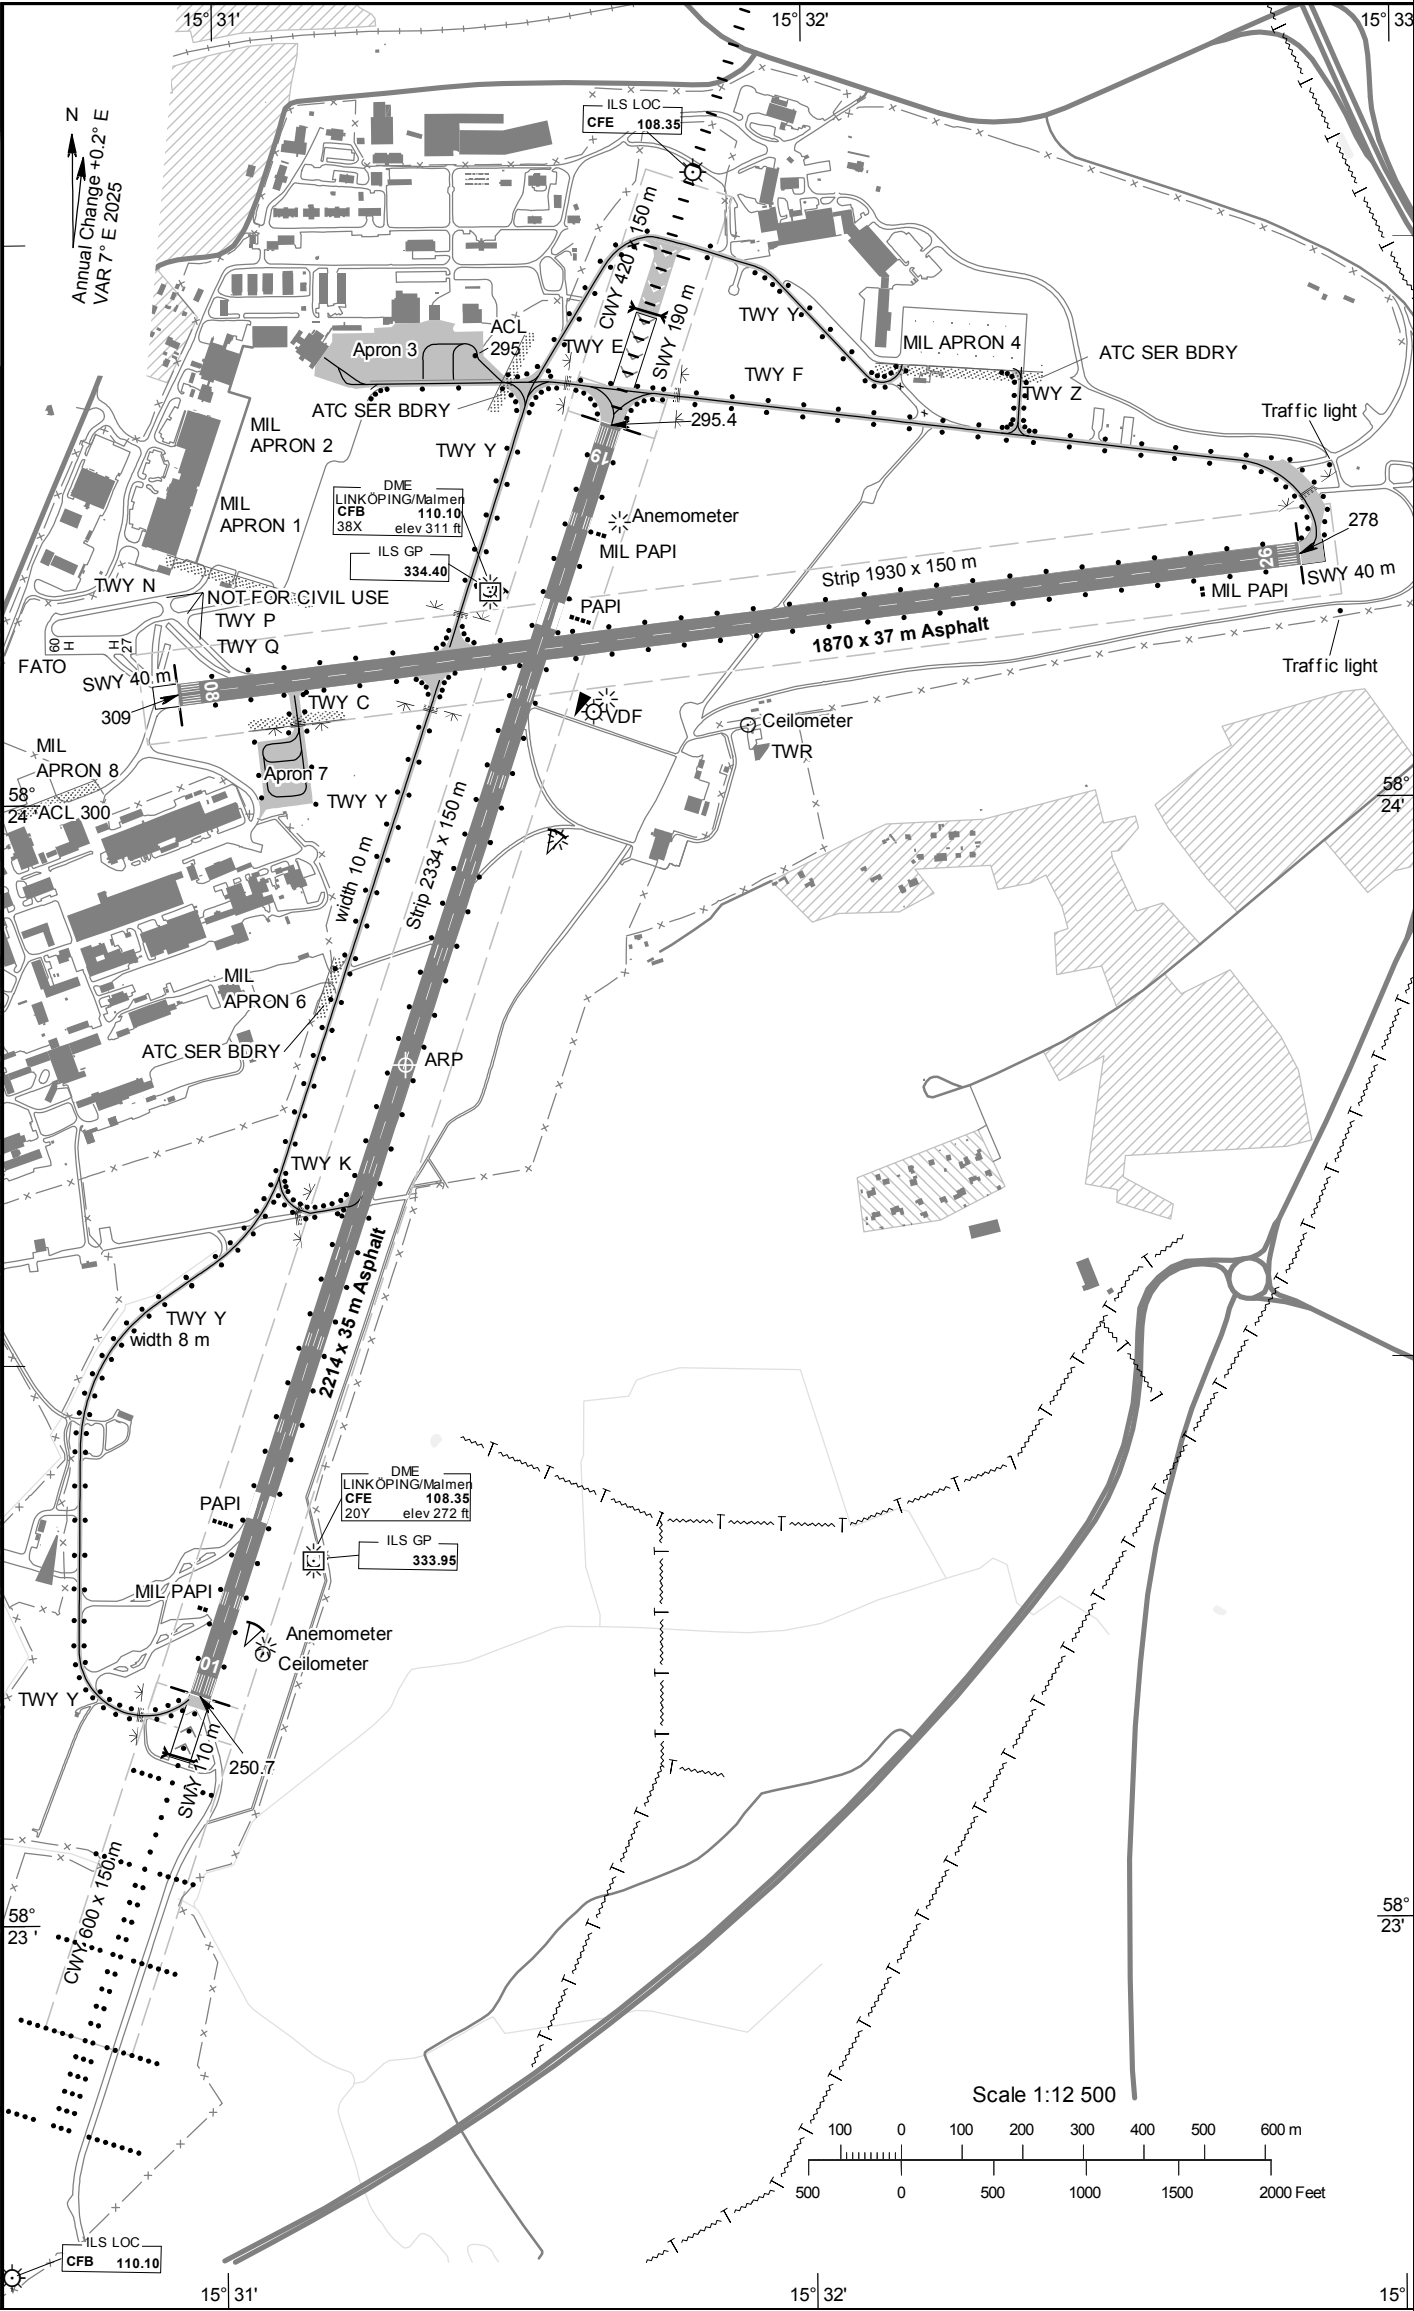 15° 31'
15° 32'
15° 33'
N
Annual Change +0.2° E
VAR 7° E 2025
ILS LOC
CFE 108.35
CWY 420 x 150 m
SWY 190 m
TWY Y
TWY E
ACL
295
Apron 3
MIL APRON 4
ATC SER BDRY
TWY F
TWY Z
ATC SER BDRY
295.4
Traffic light
MIL
APRON 2
TWY Y
19
DME
LINKÖPING/Malmen
CFB 110.10
38X elev 311 ft
MIL
APRON 1
Anemometer
278
MIL PAPI
ILS GP
334.40
26
Strip 1930 x 150 m
SWY 40 m
TWY N
NOT FOR CIVIL USE
PAPI
MIL PAPI
TWY P
1870 x 37 m Asphalt
09
H
H
27
TWY Q
FATO
SWY 40 m
08
Traffic light
309
TWY C
VDF
Ceilometer
MIL
APRON 8
TWR
Apron 7
58°
24'
ACL 300
TWY Y
58°
24'
Strip 2334 x 150 m
width 10 m
MIL
APRON 6
ATC SER BDRY
ARP
TWY K
2214 x 35 m Asphalt
TWY Y
width 8 m
DME
LINKÖPING/Malmen
CFE 108.35
20Y elev 272 ft
PAPI
ILS GP
333.95
MIL PAPI
Anemometer
01
Ceilometer
TWY Y
SWY 110 m
250.7
CWY 600 x 150 m
58°
23'
58°
23'
Scale 1:12 500
100 0 100 200 300 400 500 600 m
500 0 500 1000 1500 2000 Feet
ILS LOC
CFB 110.10
15° 31'
15° 32'
15°